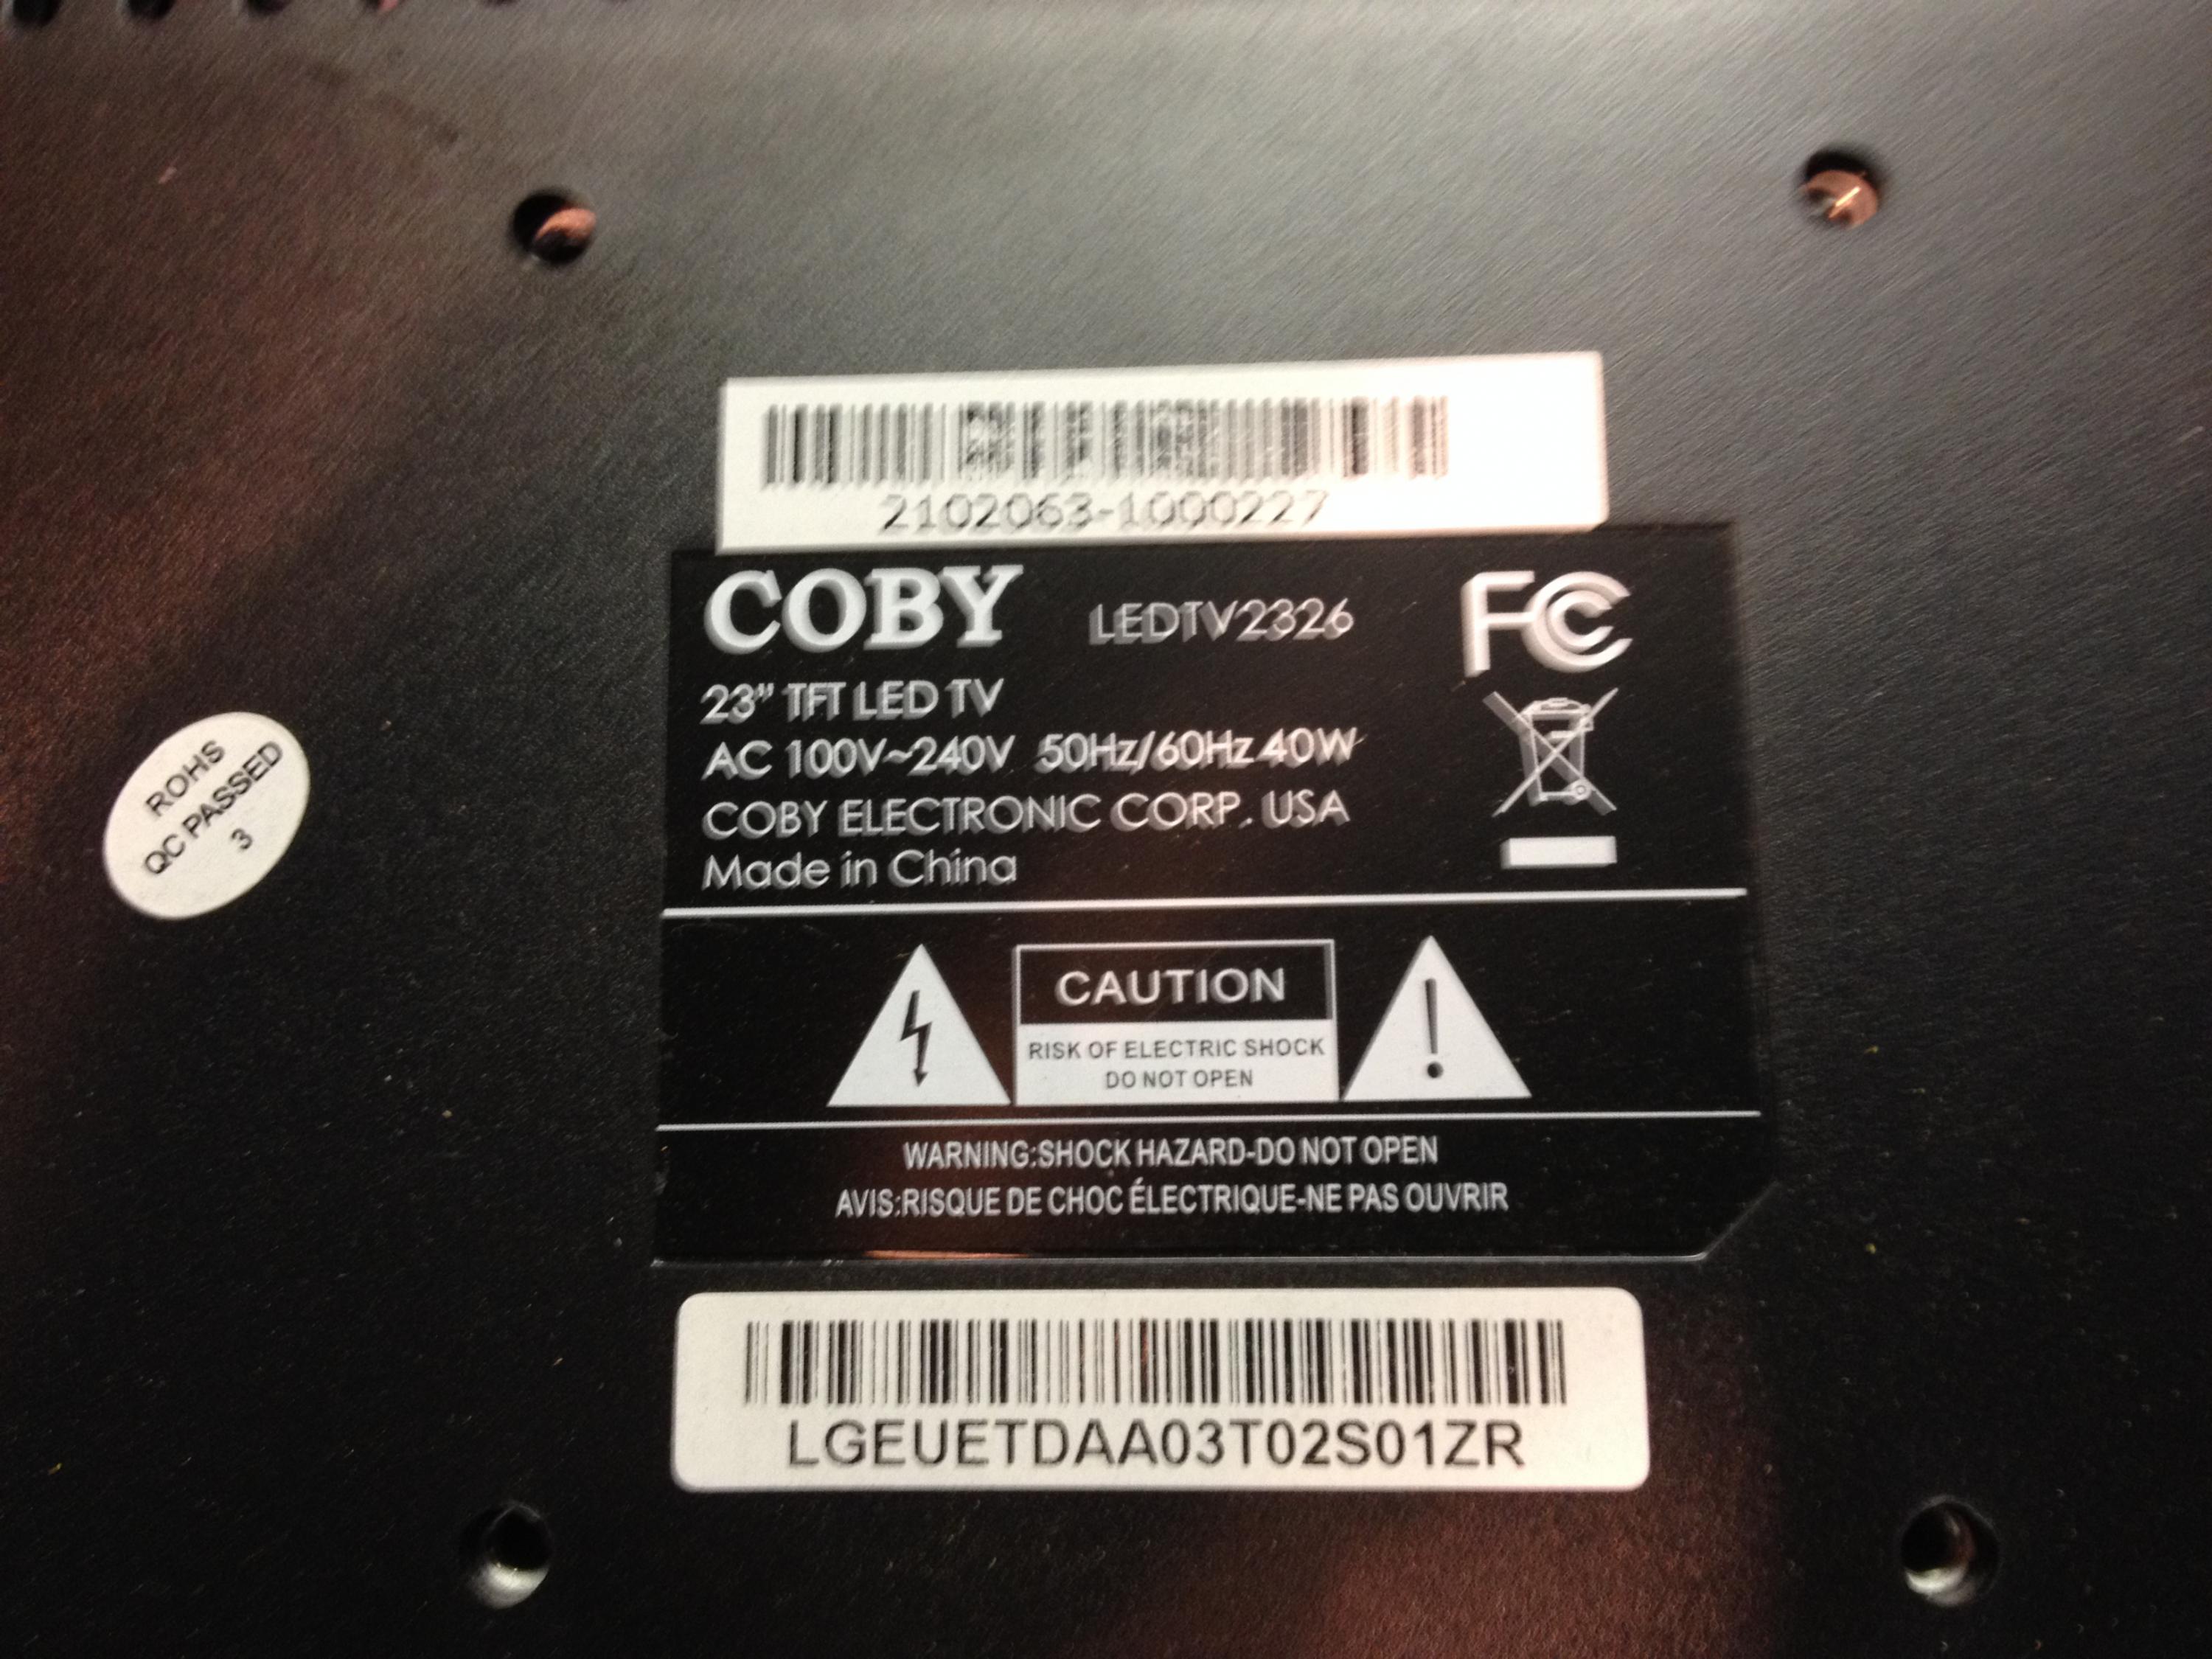 2102063-1000227
COBY LEDTV2326 FC
23" TFT LED TV
AC 100V~240V 50Hz/60Hz 40W
COBY ELECTRONIC CORP. USA
Made in China
ROHS
QC PASSED
3
CAUTION
RISK OF ELECTRIC SHOCK
DO NOT OPEN
WARNING:SHOCK HAZARD-DO NOT OPEN
AVIS:RISQUE DE CHOC ÉLECTRIQUE-NE PAS OUVRIR
LGEUETDAA03T02S01ZR